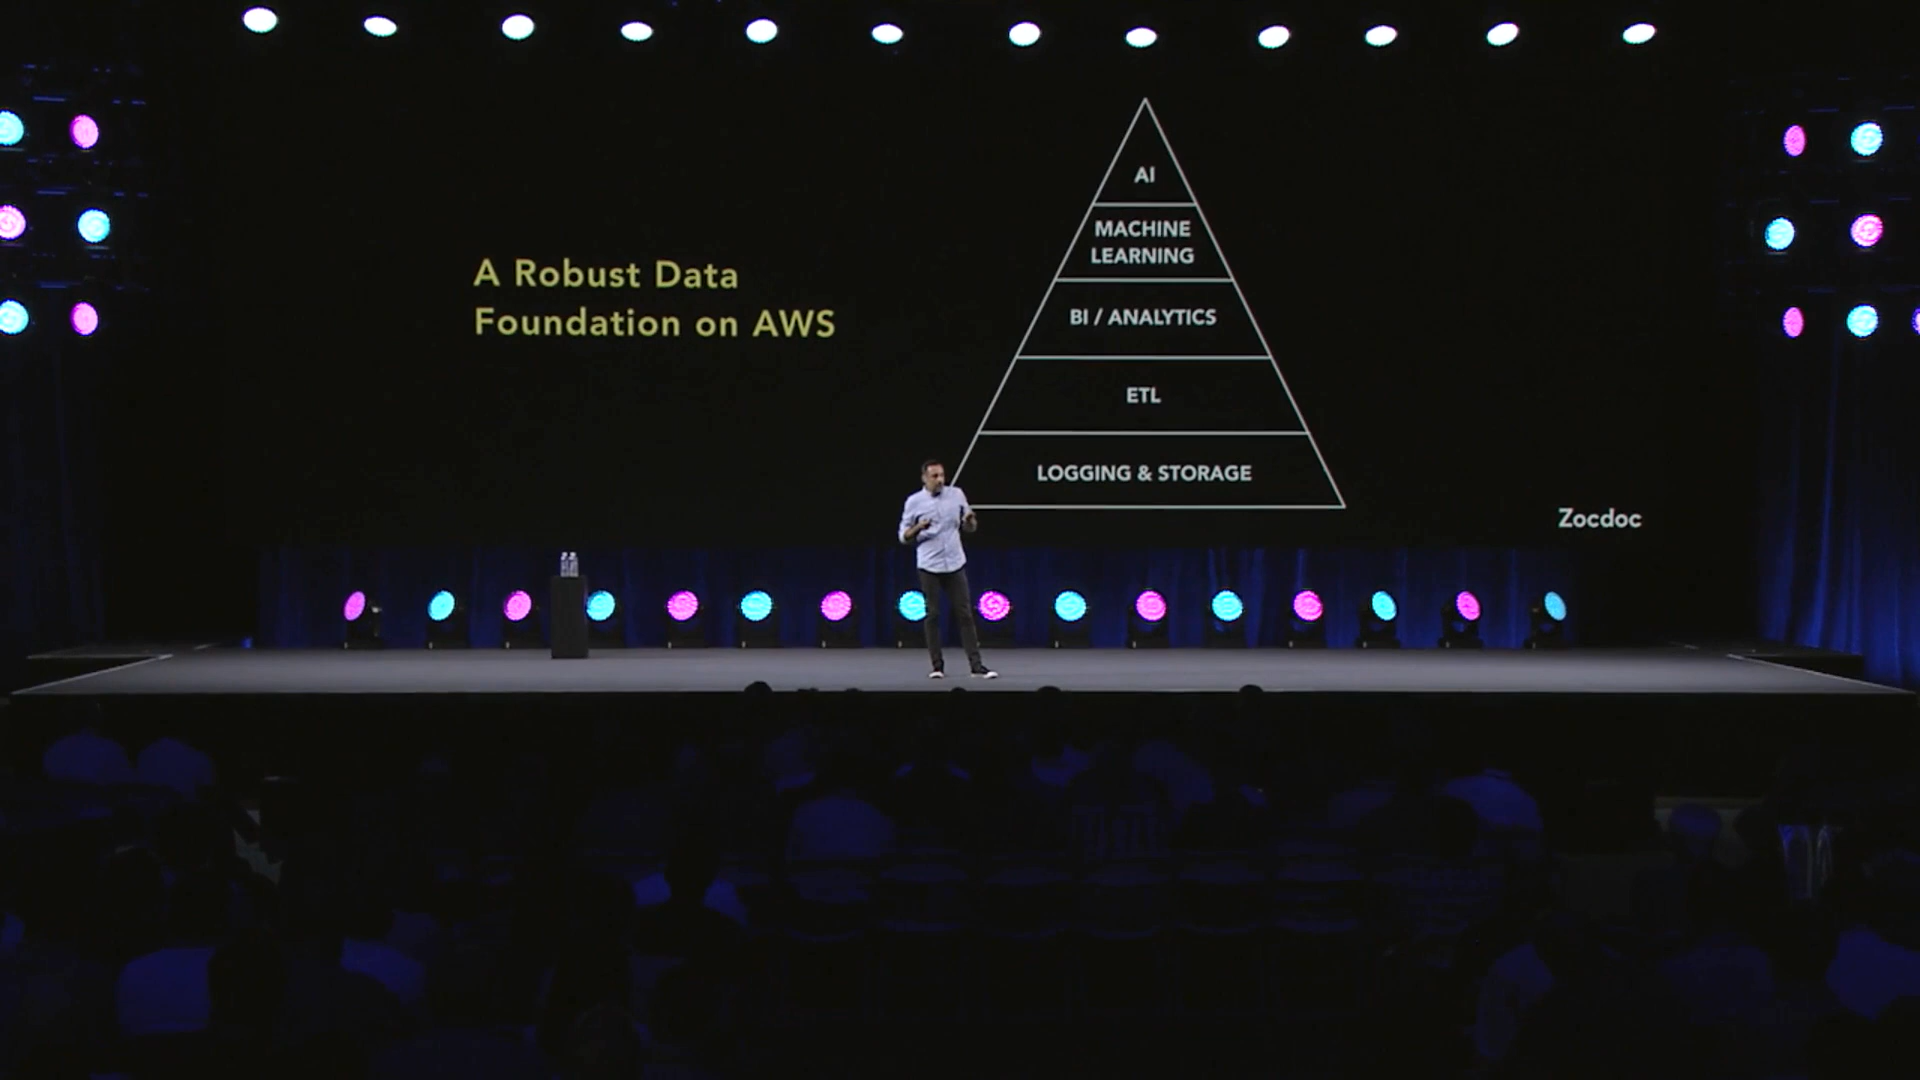 A Robust Data
Foundation on AWS
AI
MACHINE
LEARNING
BI / ANALYTICS
ETL
LOGGING & STORAGE
Zocdoc